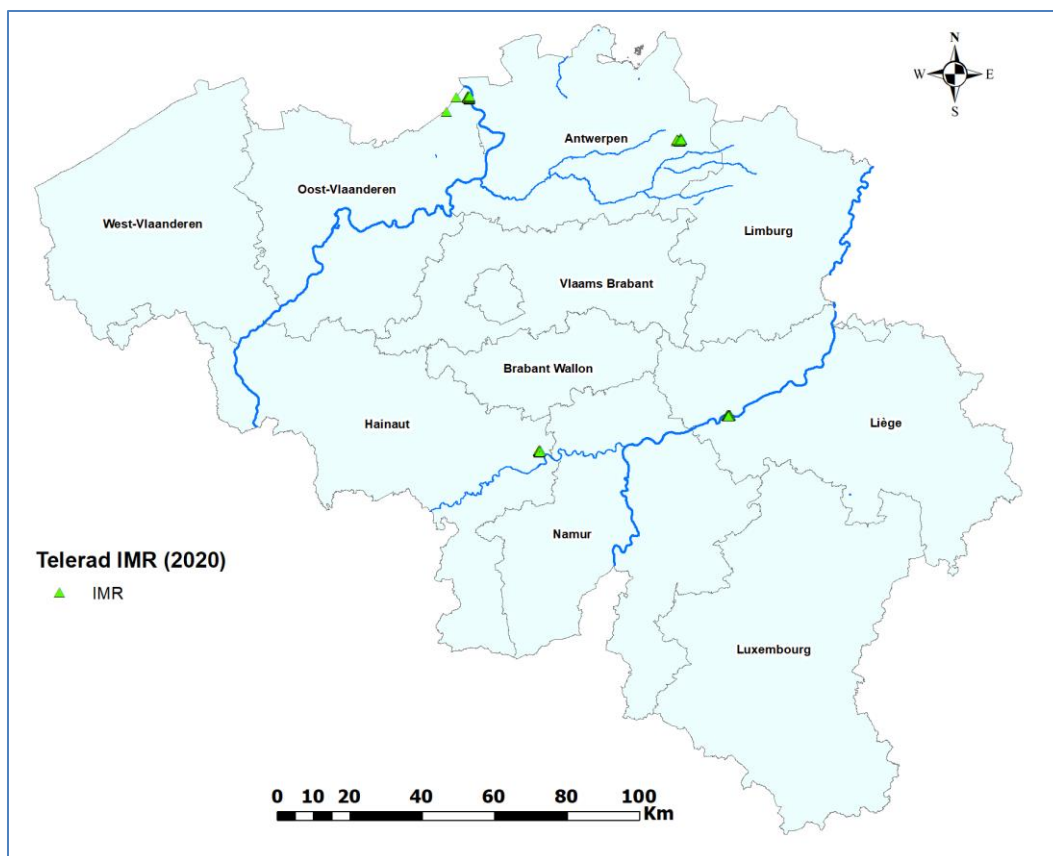 N
W E
S
Antwerpen
Oost-Vlaanderen
West-Vlaanderen
Limburg
Vlaams Brabant
Brabant Wallon
Hainaut
Liège
Namur
Telerad IMR (2020)
IMR
Luxembourg
0 10 20 40 60 80 100
Km